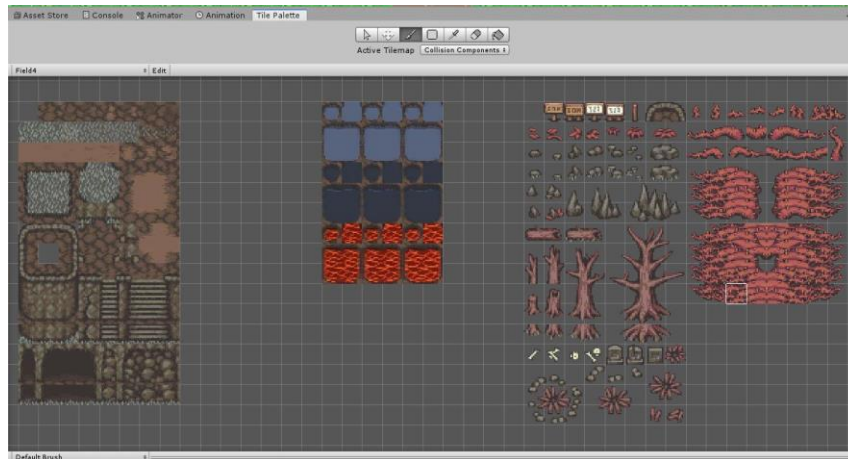 Asset Store Console Animator Animation Tile Palette
Active Tilemap Collision Components
Field4 Edit
Default Brush